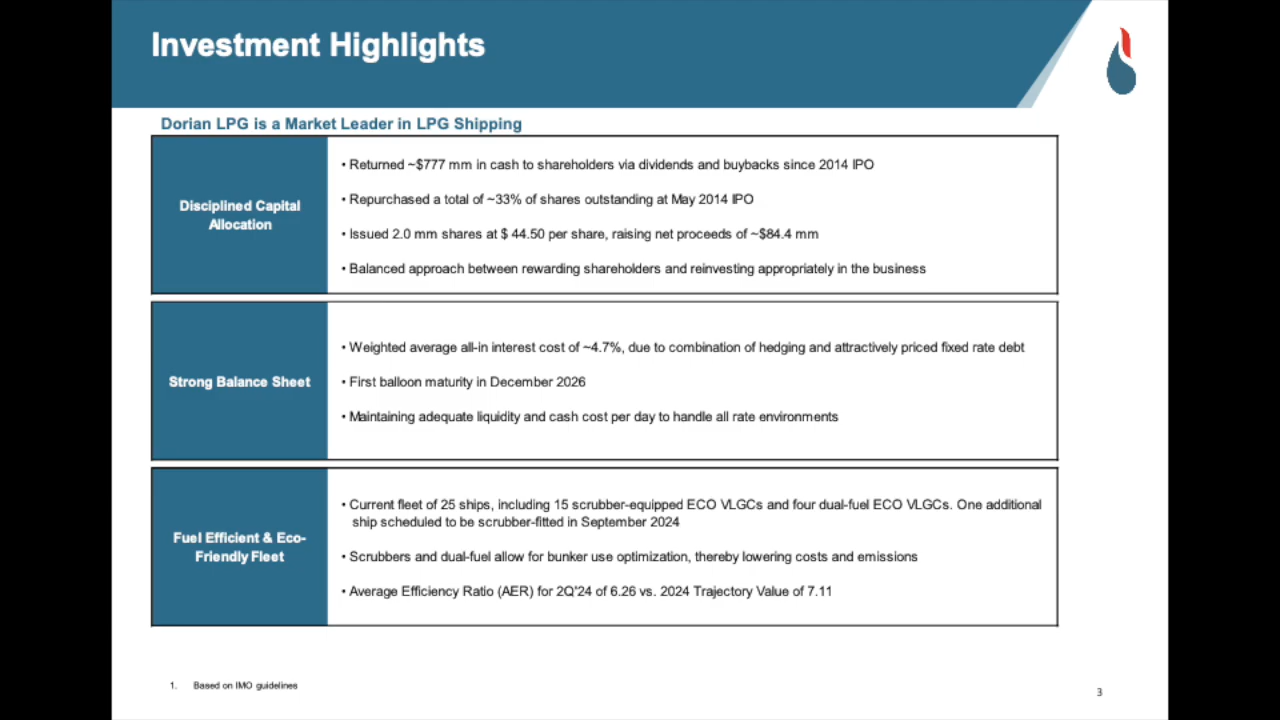 Investment Highlights
Dorian LPG is a Market Leader in LPG Shipping
Disciplined Capital
Allocation
• Returned ~$777 mm in cash to shareholders via dividends and buybacks since 2014 IPO
• Repurchased a total of ~33% of shares outstanding at May 2014 IPO
• Issued 2.0 mm shares at $ 44.50 per share, raising net proceeds of ~$84.4 mm
• Balanced approach between rewarding shareholders and reinvesting appropriately in the business
Strong Balance Sheet
• Weighted average all-in interest cost of ~4.7%, due to combination of hedging and attractively priced fixed rate debt
• First balloon maturity in December 2026
• Maintaining adequate liquidity and cash cost per day to handle all rate environments
Fuel Efficient & Eco-
Friendly Fleet
• Current fleet of 25 ships, including 15 scrubber-equipped ECO VLGCs and four dual-fuel ECO VLGCs. One additional
ship scheduled to be scrubber-fitted in September 2024
• Scrubbers and dual-fuel allow for bunker use optimization, thereby lowering costs and emissions
• Average Efficiency Ratio (AER) for 2Q'24 of 6.26 vs. 2024 Trajectory Value of 7.11
1. Based on IMO guidelines
3